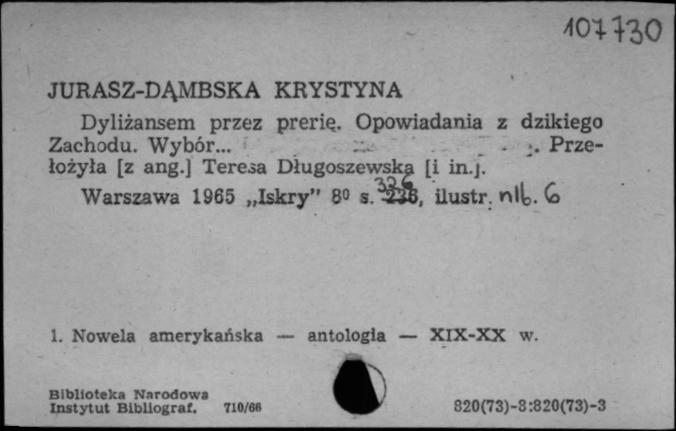 107730
JURASZ-DĄMBSKA KRYSTYNA
Dyliżansem przez prerię. Opowiadania z dzikiego
Zachodu. Wybór... Prze-
łożyła [z ang.] Teresa Długoszewska [i in.].
336
Warszawa 1965 „Iskry” 8⁰ s. 236, ilustr. nlb. 6
1. Nowela amerykańska — antologia — XIX-XX w.
Biblioteka Narodowa
Instytut Bibliograf. 710/66 820(73)-3:820(73)-3